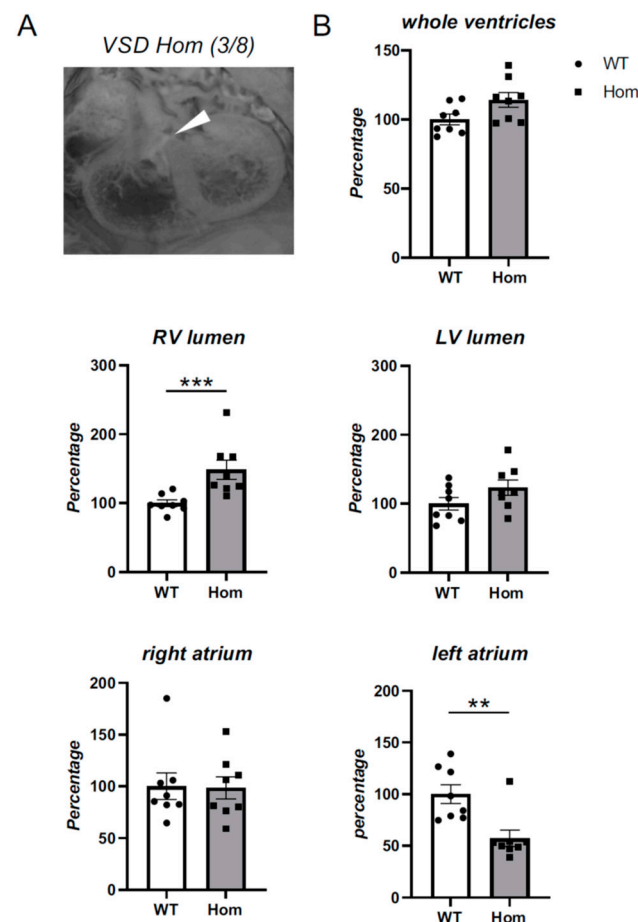 A
VSD Hom (3/8)
B
whole ventricles
Percentage
150
100
50
0
WT
Hom
WT
Hom
RV lumen
Percentage
300
200
100
0
***
WT
Hom
LV lumen
Percentage
300
200
100
0
WT
Hom
right atrium
Percentage
200
150
100
50
0
WT
Hom
left atrium
percentage
200
150
100
50
0
**
WT
Hom